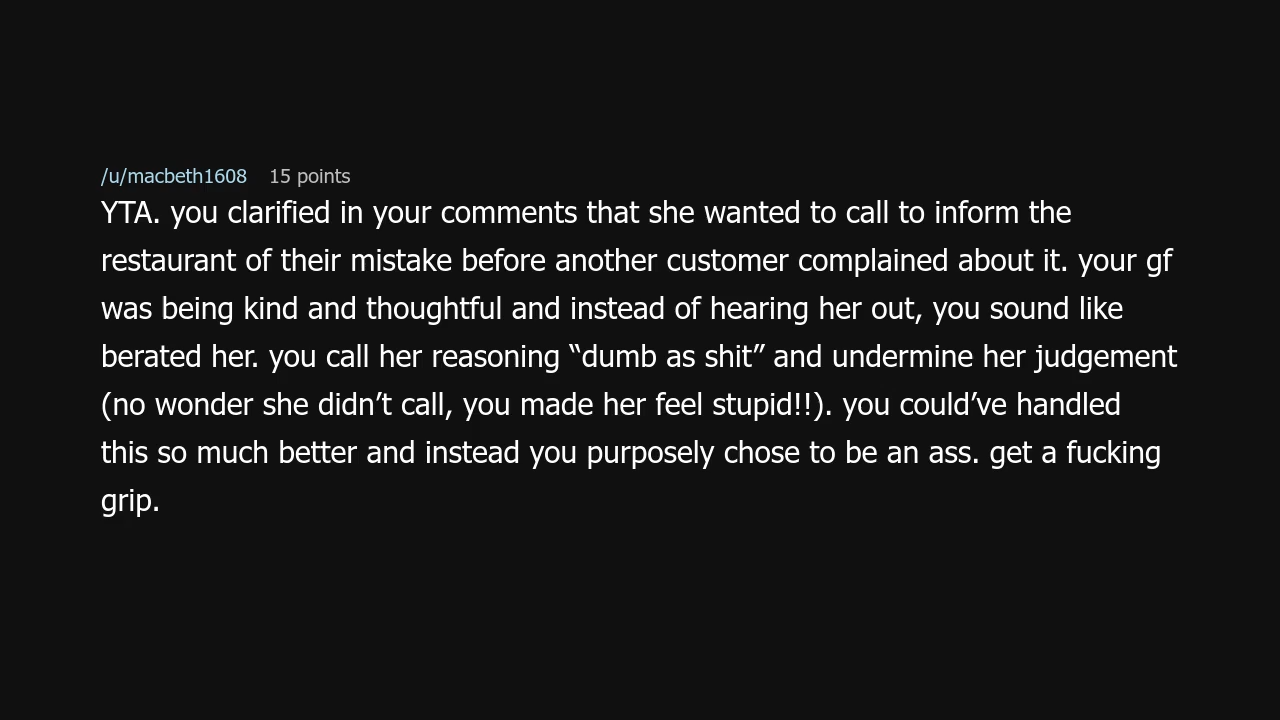 /u/macbeth1608 15 points
YTA. you clarified in your comments that she wanted to call to inform the
restaurant of their mistake before another customer complained about it. your gf
was being kind and thoughtful and instead of hearing her out, you sound like
berated her. you call her reasoning “dumb as shit” and undermine her judgement
(no wonder she didn’t call, you made her feel stupid!!). you could’ve handled
this so much better and instead you purposely chose to be an ass. get a fucking
grip.